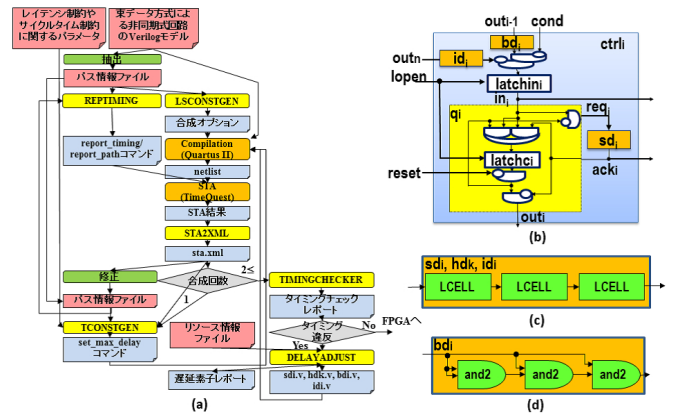 レイテンシ制約や
サイクルタイム制約
に関するパラメータ
束データ方式によ
る非同期式回路
のVerilogモデル
抽出
パス情報ファイル
REPTIMING
LSCONSTGEN
合成オプション
report_timing/
report_pathコマンド
Compilation
(Quartus II)
netlist
STA
(TimeQuest)
STA結果
STA2XML
sta.xml
修正
合成回数
2≤
1
パス情報ファイル
TCONSTGEN
set_max_delay
コマンド
リソース情報
ファイル
TIMINGCHECKER
タイミングチェック
レポート
タイミング
違反
No
FPGAへ
Yes
DELAYADJUST
遅延素子レポート
sdi.v, hdk.v, bdi.v,
idi.v
(a)
outi-1
cond
bdi
ctrli
outn
idi
lopen
latchini
ini
qi
reqi
sdi
latchci
reset
acki
outi
(b)
sdi, hdk, idi
LCELL
LCELL
LCELL
(c)
bdi
and2
and2
and2
(d)